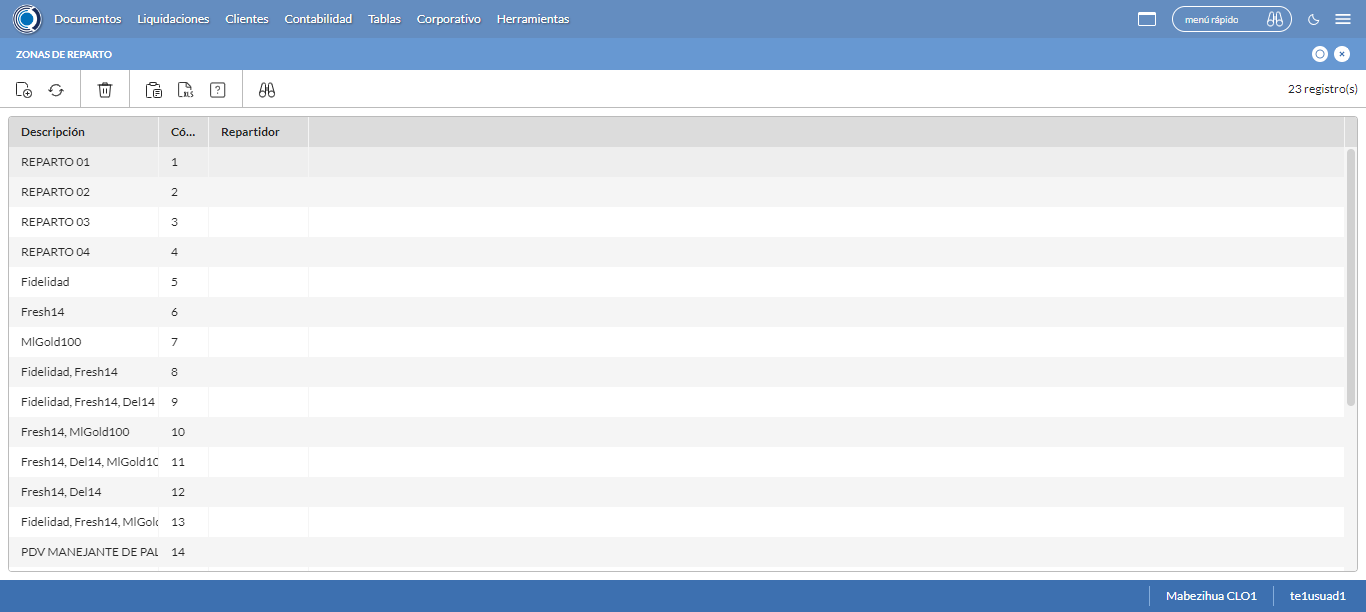 Documentos Liquidaciones Clientes Contabilidad Tablas Corporativo Herramientas menú rápido
ZONAS DE REPARTO
XLS ? 23 registro(s)
Descripción Có... Repartidor
REPARTO 01 1
REPARTO 02 2
REPARTO 03 3
REPARTO 04 4
Fidelidad 5
Fresh14 6
MlGold100 7
Fidelidad, Fresh14 8
Fidelidad, Fresh14, Del14 9
Fresh14, MlGold100 10
Fresh14, Del14, MlGold10 11
Fresh14, Del14 12
Fidelidad, Fresh14, MlGol 13
PDV MANEJANTE DE PAL 14
Mabezihua CLO1 te1usuad1